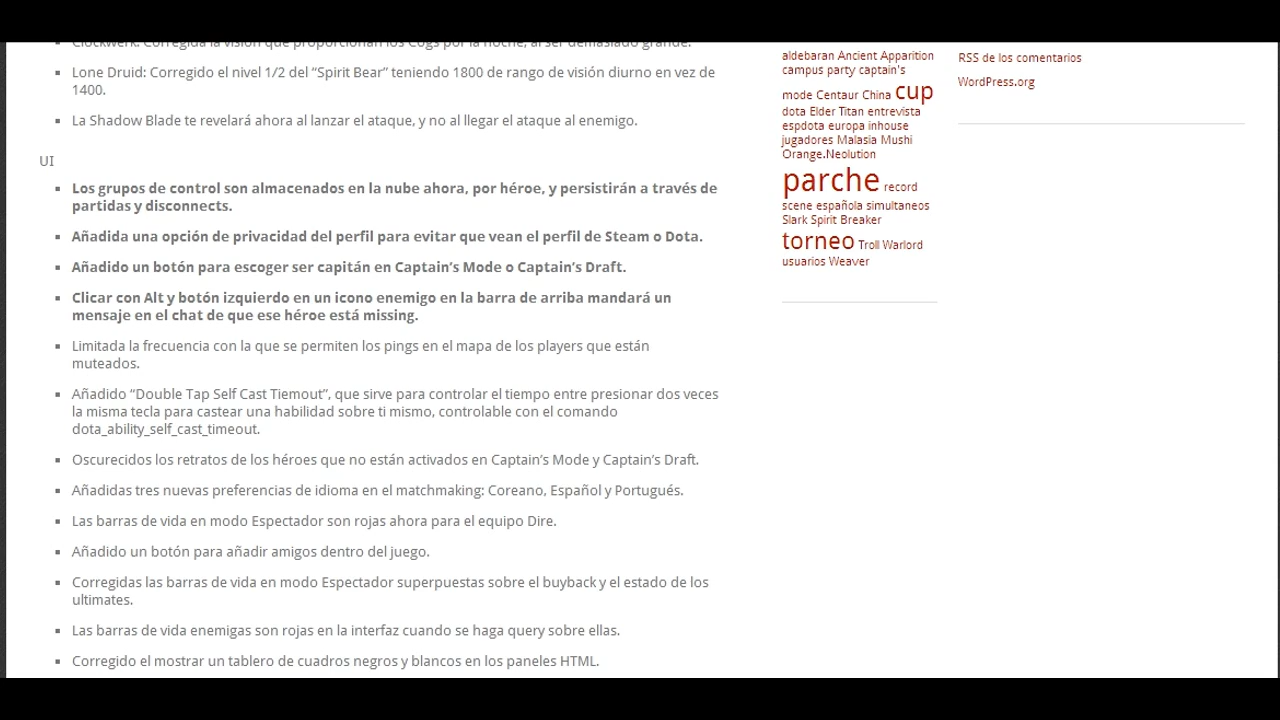 Clockwerk: Corregida la visión que proporcionan los Cogs por la noche, al ser demasiado grande.
Lone Druid: Corregido el nivel 1/2 del “Spirit Bear” teniendo 1800 de rango de visión diurno en vez de
1400.
La Shadow Blade te revelará ahora al lanzar el ataque, y no al llegar el ataque al enemigo.
UI
Los grupos de control son almacenados en la nube ahora, por héroe, y persistirán a través de
partidas y disconnects.
Añadida una opción de privacidad del perfil para evitar que vean el perfil de Steam o Dota.
Añadido un botón para escoger ser capitán en Captain’s Mode o Captain’s Draft.
Clicar con Alt y botón izquierdo en un icono enemigo en la barra de arriba mandará un
mensaje en el chat de que ese héroe está missing.
Limitada la frecuencia con la que se permiten los pings en el mapa de los players que están
muteados.
Añadido “Double Tap Self Cast Tiemout”, que sirve para controlar el tiempo entre presionar dos veces
la misma tecla para castear una habilidad sobre ti mismo, controlable con el comando
dota_ability_self_cast_timeout.
Oscurecidos los retratos de los héroes que no están activados en Captain’s Mode y Captain’s Draft.
Añadidas tres nuevas preferencias de idioma en el matchmaking: Coreano, Español y Portugués.
Las barras de vida en modo Espectador son rojas ahora para el equipo Dire.
Añadido un botón para añadir amigos dentro del juego.
Corregidas las barras de vida en modo Espectador superpuestas sobre el buyback y el estado de los
ultimates.
Las barras de vida enemigas son rojas en la interfaz cuando se haga query sobre ellas.
Corregido el mostrar un tablero de cuadros negros y blancos en los paneles HTML.
aldebaran Ancient Apparition
campus party captain's
mode Centaur China cup
dota Elder Titan entrevista
espdota europa inhouse
jugadores Malasia Mushi
Orange.Neolution
parche record
scene española simultaneos
Slark Spirit Breaker
torneo Troll Warlord
usuarios Weaver
RSS de los comentarios
WordPress.org